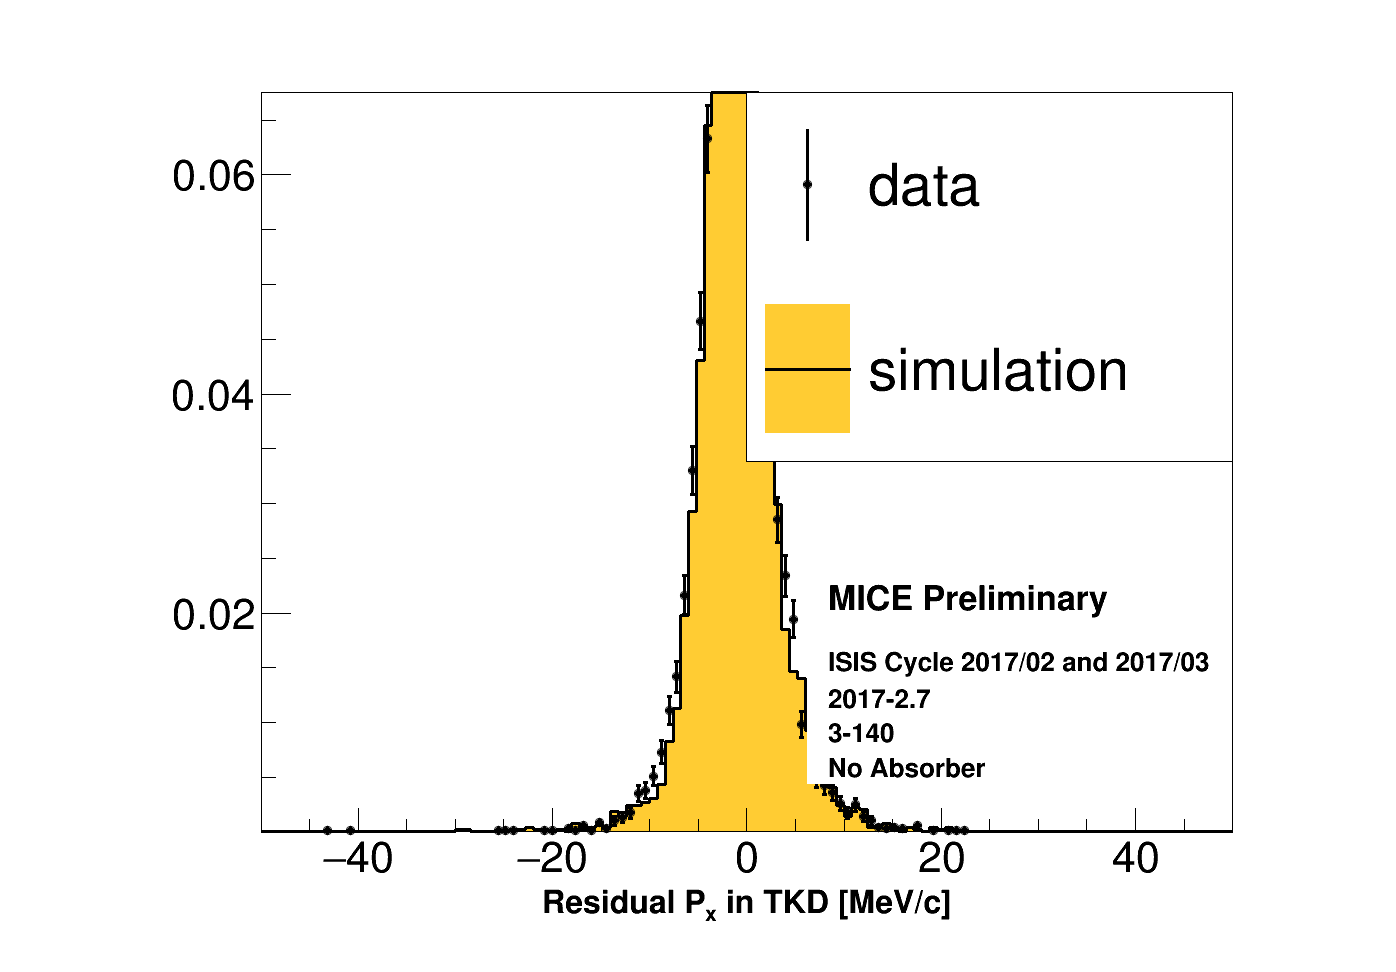 0.06
0.04
0.02
data
simulation
MICE Preliminary
ISIS Cycle 2017/02 and 2017/03
2017-2.7
3-140
No Absorber
−40 −20 0 20 40
Residual Px in TKD [MeV/c]